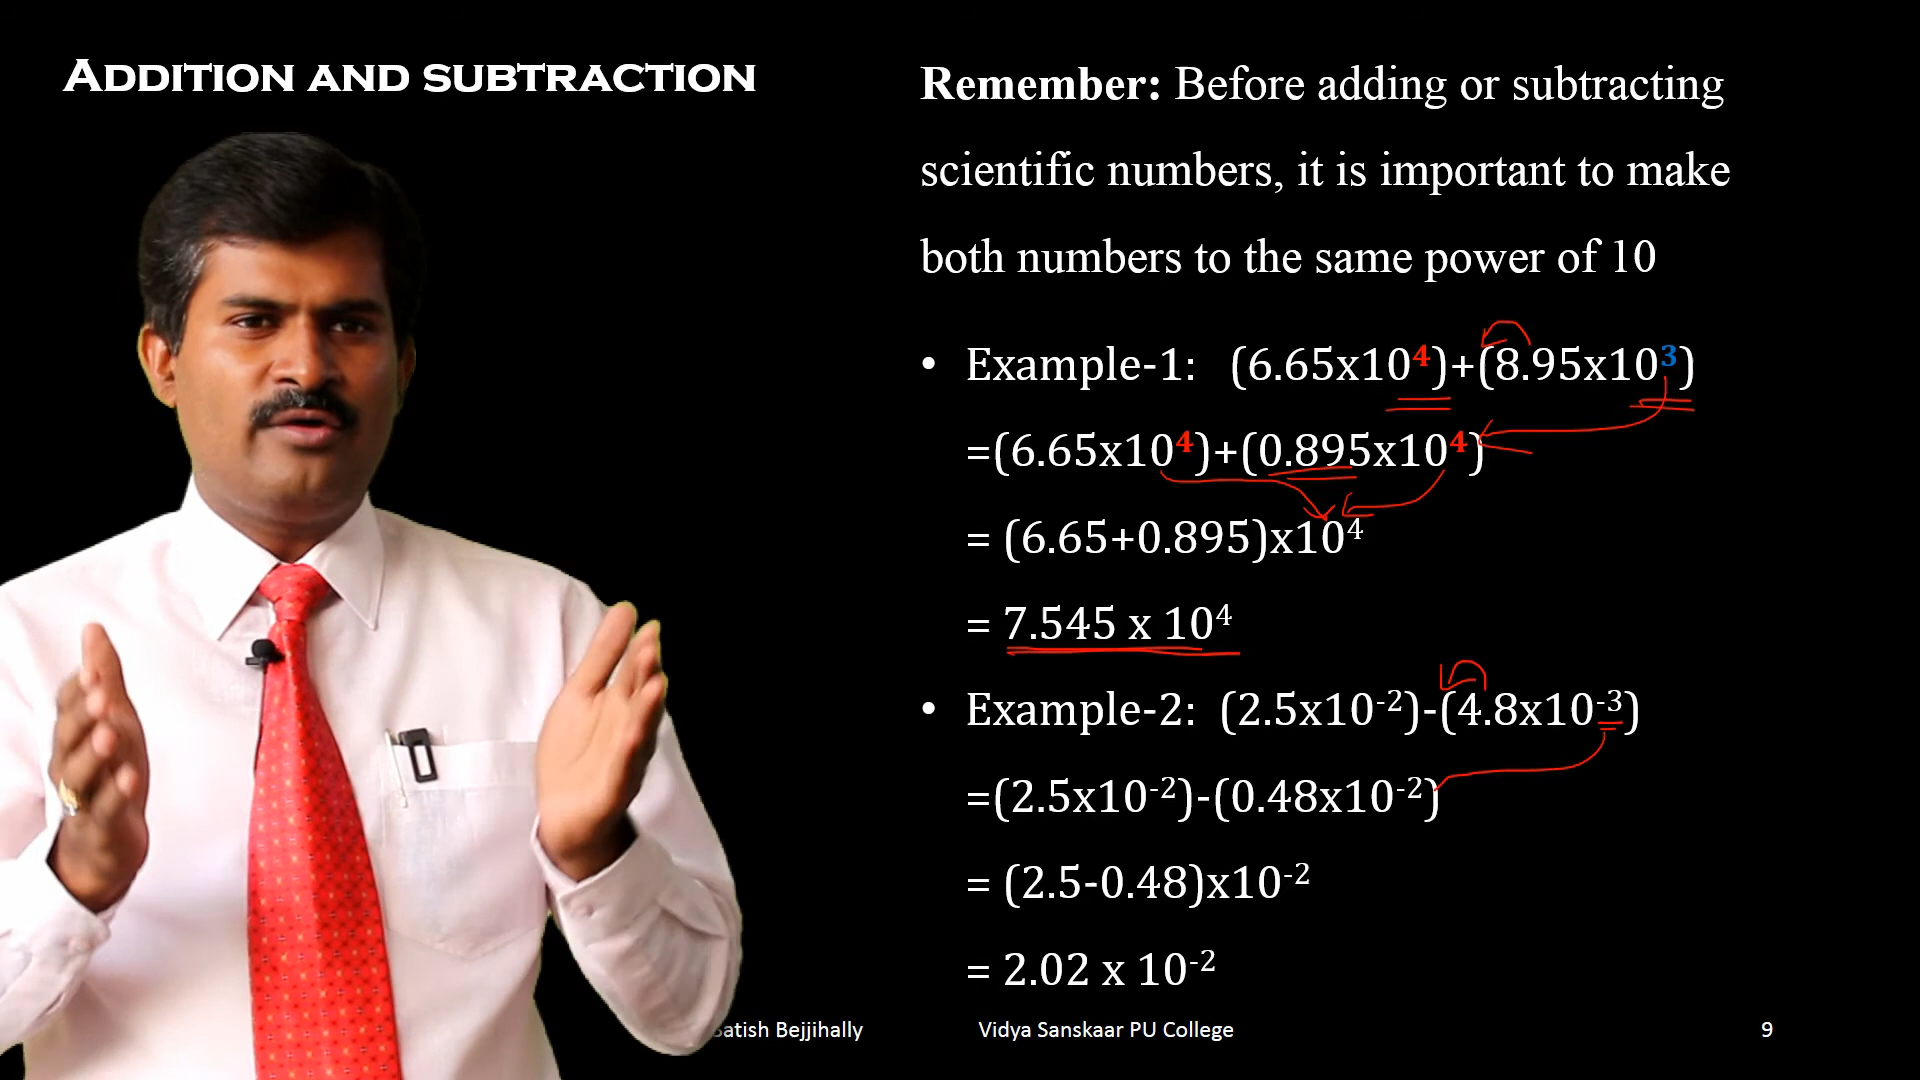 ADDITION AND SUBTRACTION
Remember: Before adding or subtracting
scientific numbers, it is important to make
both numbers to the same power of 10
• Example-1: (6.65x10⁴)+(8.95x10³)
=(6.65x10⁴)+(0.895x10⁴)
= (6.65+0.895)x10⁴
= 7.545 x 10⁴
• Example-2: (2.5x10⁻²)-(4.8x10⁻³)
=(2.5x10⁻²)-(0.48x10⁻²)
= (2.5-0.48)x10⁻²
= 2.02 x 10⁻²
Satish Bejjihally Vidya Sanskaar PU College 9